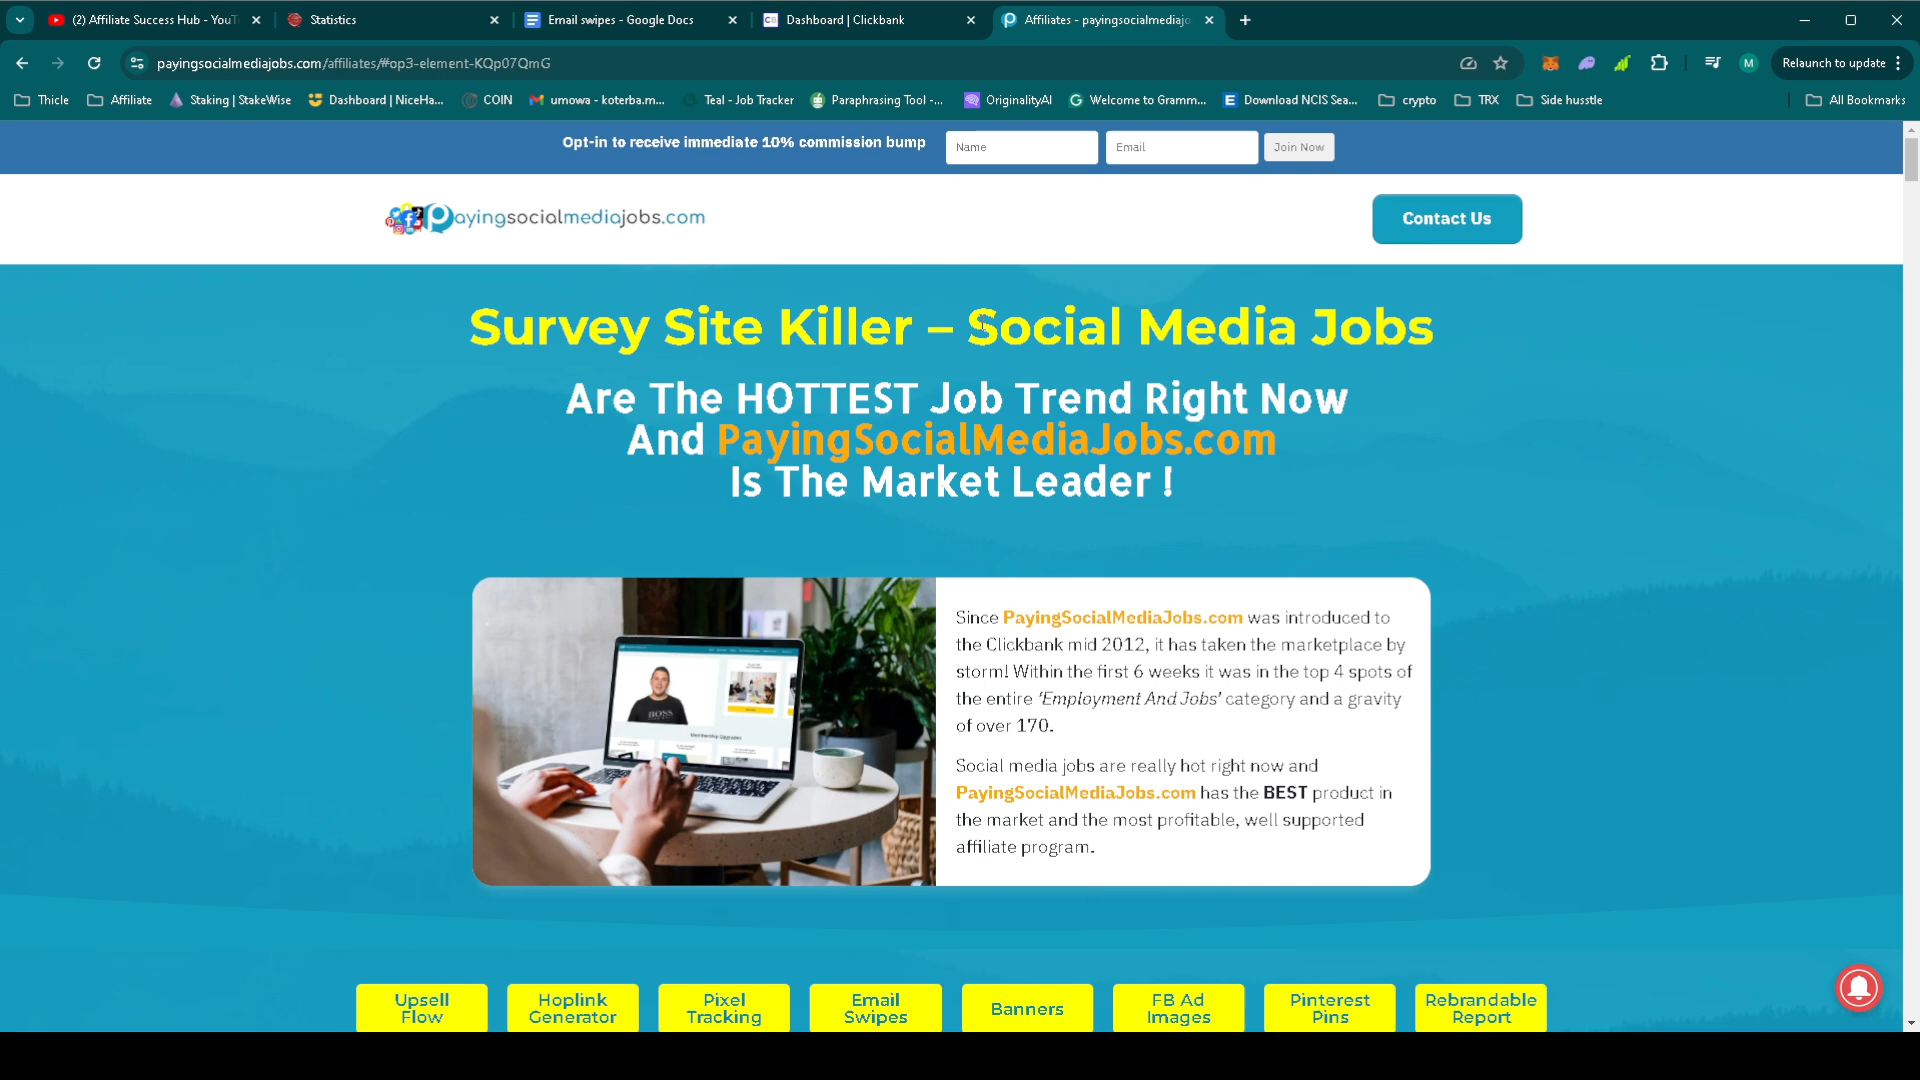 (2) Affiliate Success Hub - YouT
Statistics
Email swipes - Google Docs
Dashboard | Clickbank
Affiliates - payingsocialmediajo
payingsocialmediajobs.com/affiliates/#op3-element-KQp07QmG
M
Relaunch to update
Thicle
Affiliate
Staking | StakeWise
Dashboard | NiceHa...
COIN
umowa - koterba.m...
Teal - Job Tracker
Paraphrasing Tool -...
OriginalityAI
Welcome to Gramm...
Download NCIS Sea...
crypto
TRX
Side husstle
All Bookmarks
Opt-in to receive immediate 10% commission bump
Name
Email
Join Now
payingsocialmediajobs.com
Contact Us
Survey Site Killer – Social Media Jobs
Are The HOTTEST Job Trend Right Now
And PayingSocialMediaJobs.com
Is The Market Leader !
BOSS
Membership Upgrades
Since PayingSocialMediaJobs.com was introduced to
the Clickbank mid 2012, it has taken the marketplace by
storm! Within the first 6 weeks it was in the top 4 spots of
the entire ‘Employment And Jobs’ category and a gravity
of over 170.
Social media jobs are really hot right now and
PayingSocialMediaJobs.com has the BEST product in
the market and the most profitable, well supported
affiliate program.
Upsell
Flow
Hoplink
Generator
Pixel
Tracking
Email
Swipes
Banners
FB Ad
Images
Pinterest
Pins
Rebrandable
Report